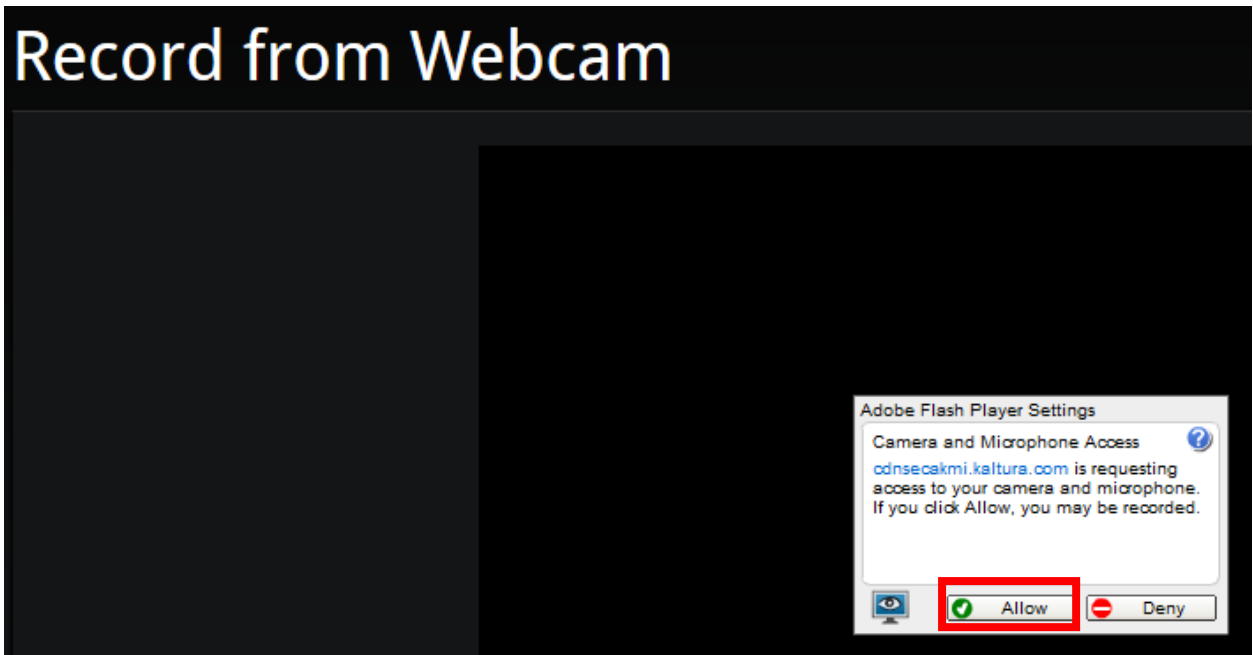 Record from Webcam
Adobe Flash Player Settings
Camera and Microphone Access
cdnsecakmi.kaltura.com is requesting
access to your camera and microphone.
If you click Allow, you may be recorded.
Allow
Deny